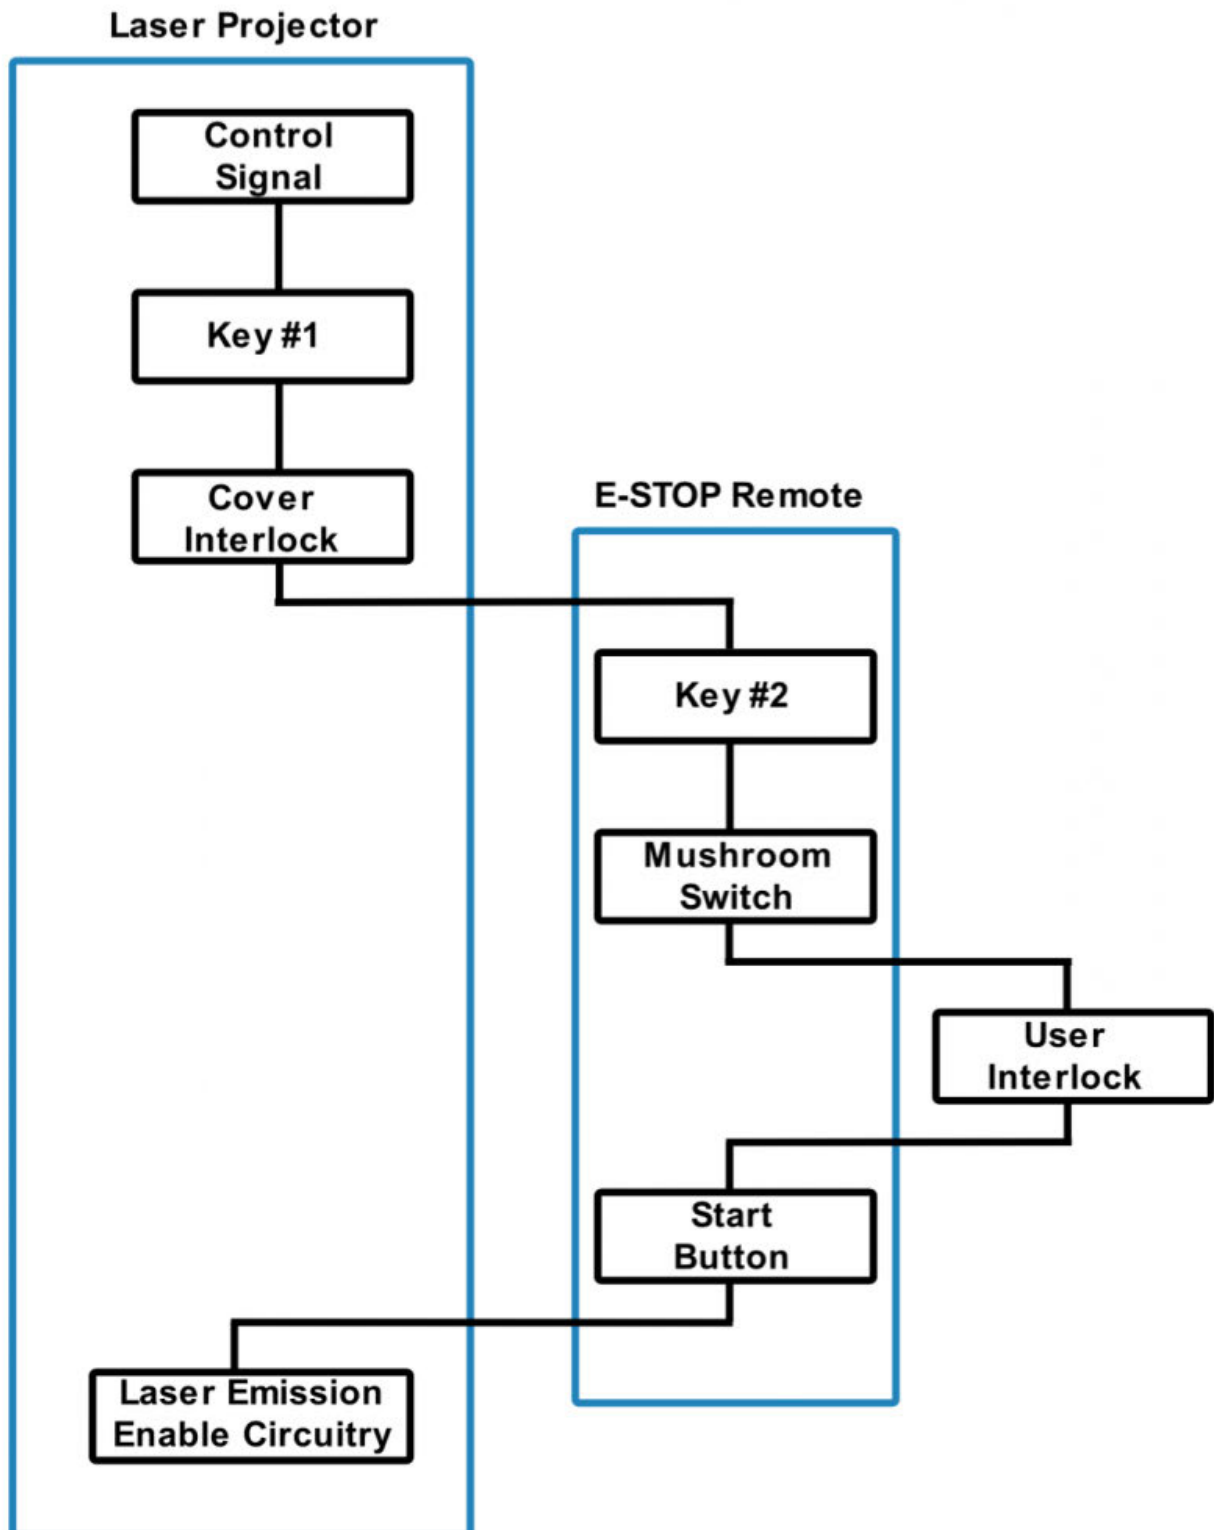 Laser Projector
Control
Signal
Key #1
Cover
Interlock
E-STOP Remote
Key #2
Mushroom
Switch
User
Interlock
Start
Button
Laser Emission
Enable Circuitry